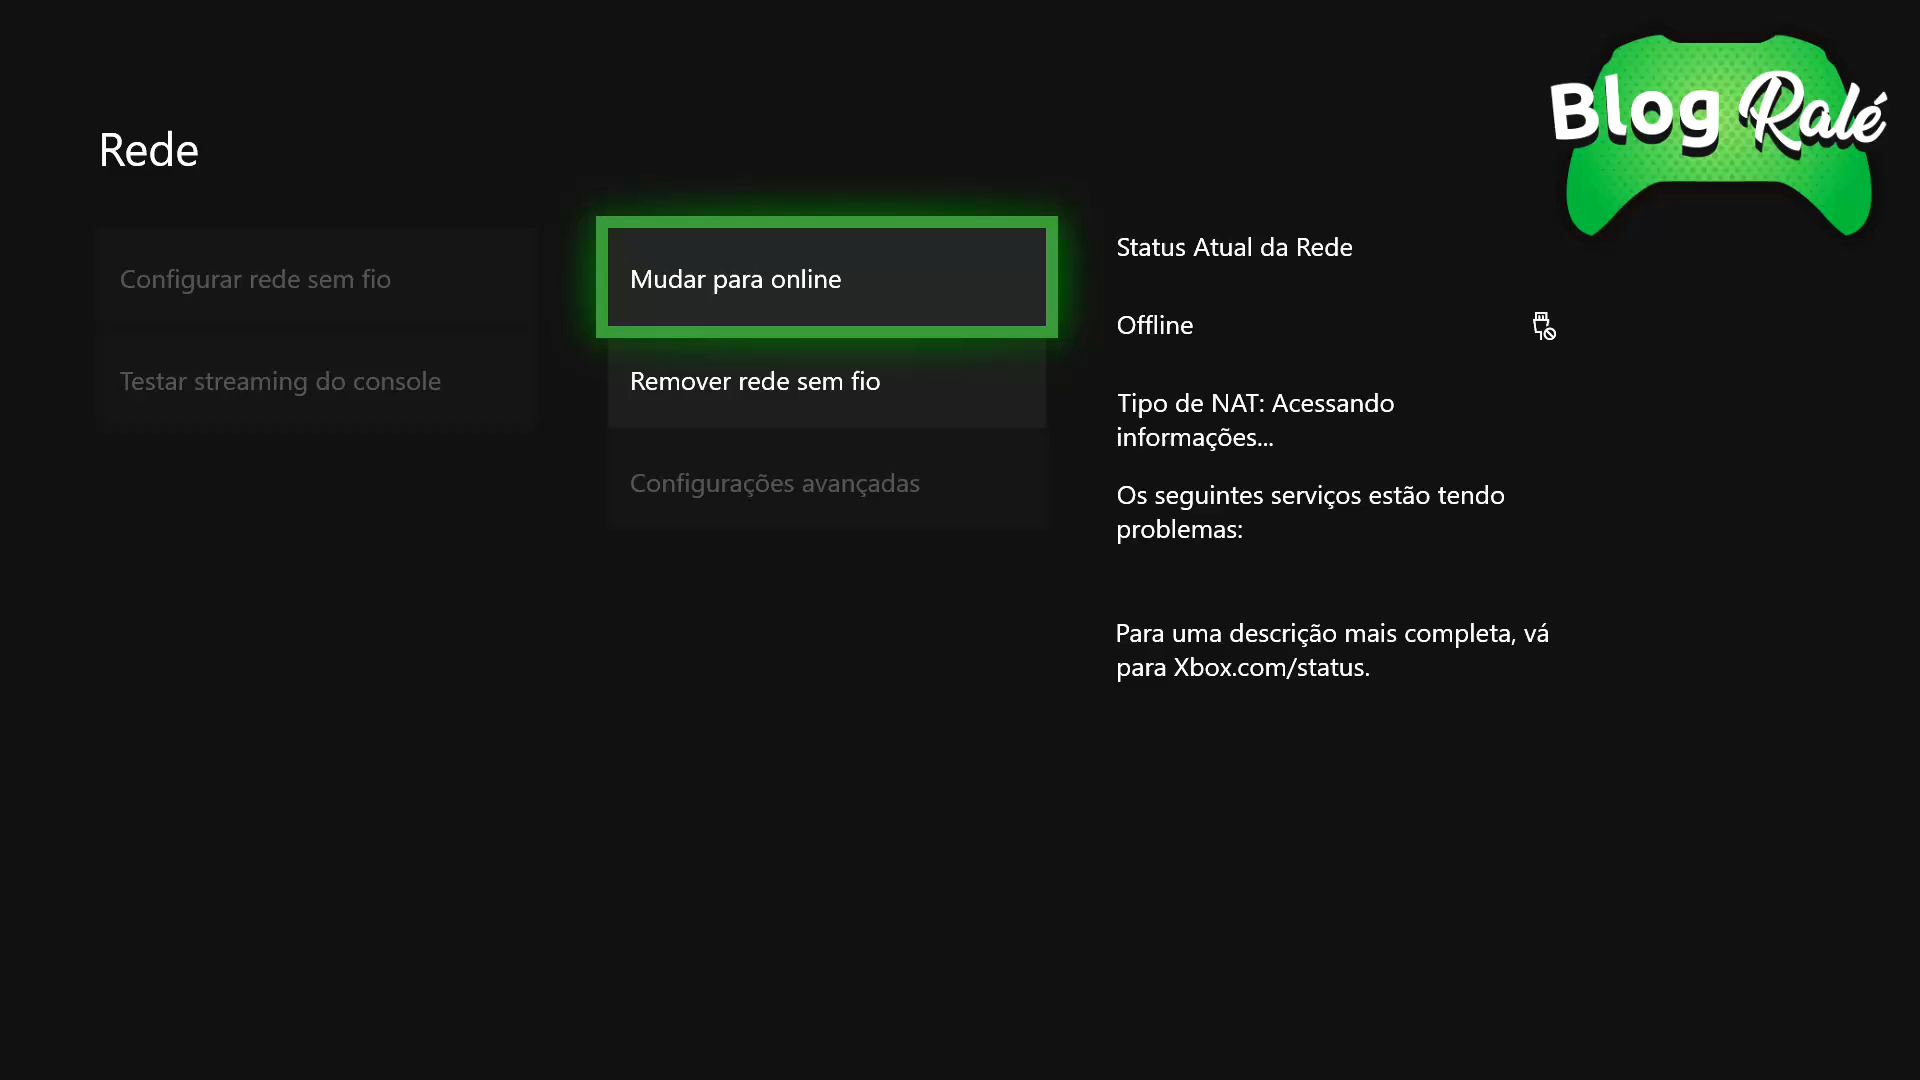 Blog Ralé
Rede
Configurar rede sem fio
Testar streaming do console
Mudar para online
Remover rede sem fio
Configurações avançadas
Status Atual da Rede
Offline
Tipo de NAT: Acessando
informações...
Os seguintes serviços estão tendo
problemas:
Para uma descrição mais completa, vá
para Xbox.com/status.